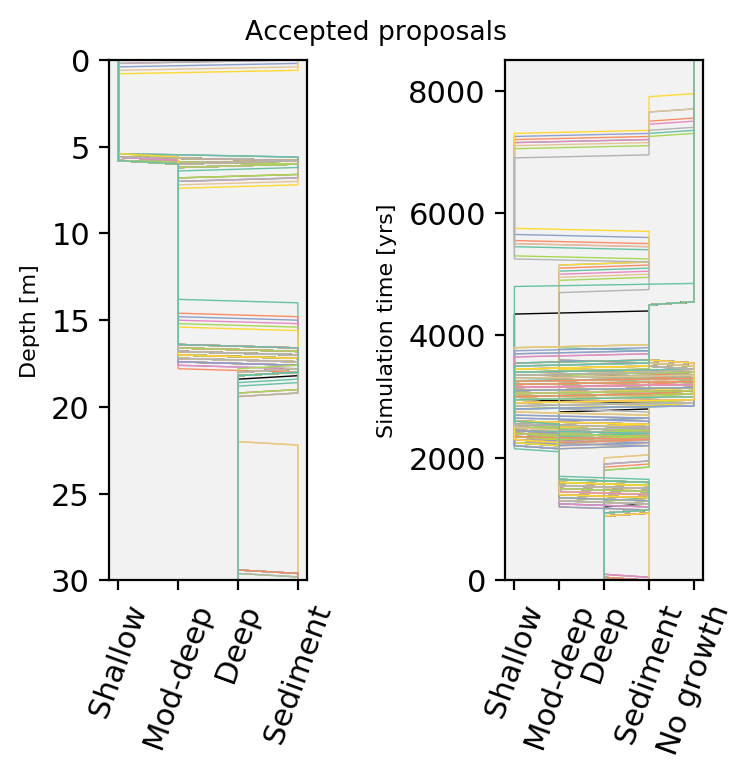 Accepted proposals
Depth [m]
0
5
10
15
20
25
30
Shallow
Mod-deep
Deep
Sediment
Simulation time [yrs]
8000
6000
4000
2000
0
Shallow
Mod-deep
Deep
Sediment
No growth